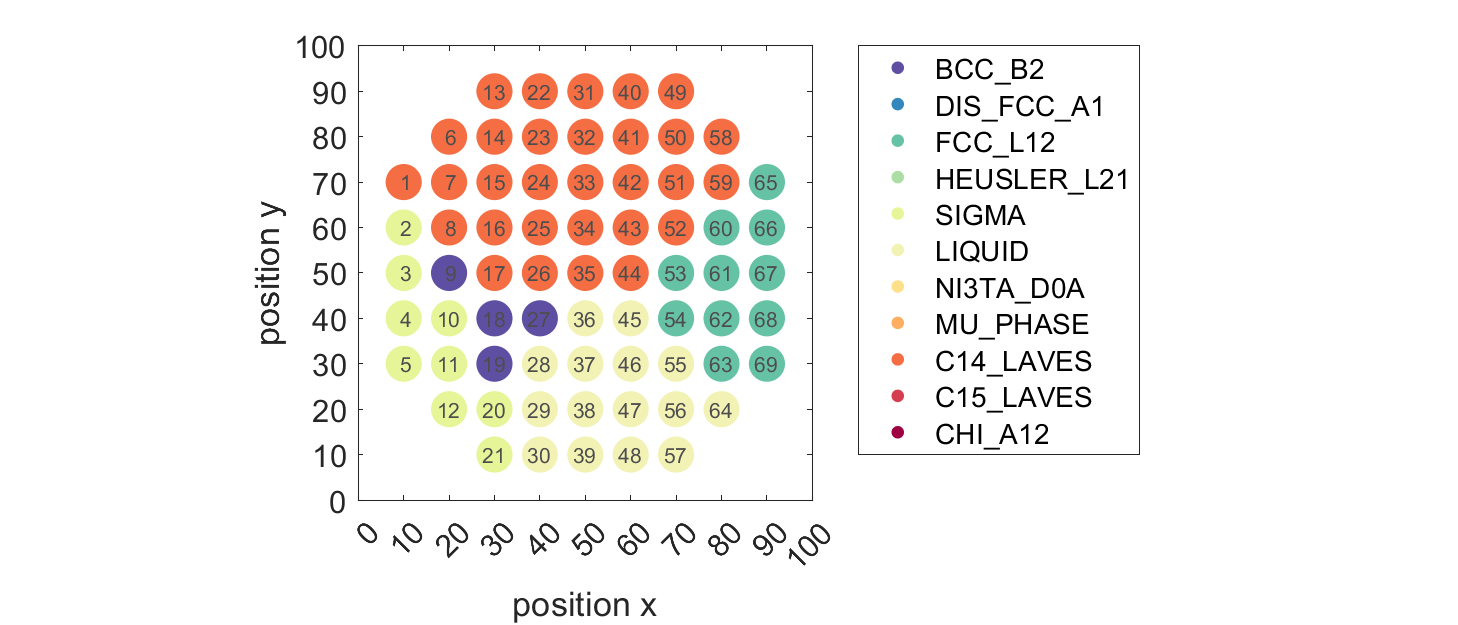 100
90
80
70
60
50
40
30
20
10
0
position y
13 22 31 40 49
6 14 23 32 41 50 58
1 7 15 24 33 42 51 59 65
2 8 16 25 34 43 52 60 66
3 9 17 26 35 44 53 61 67
4 10 18 27 36 45 54 62 68
5 11 19 28 37 46 55 63 69
12 20 29 38 47 56 64
21 30 39 48 57
0 10 20 30 40 50 60 70 80 90 100
position x
BCC_B2
DIS_FCC_A1
FCC_L12
HEUSLER_L21
SIGMA
LIQUID
NI3TA_D0A
MU_PHASE
C14_LAVES
C15_LAVES
CHI_A12